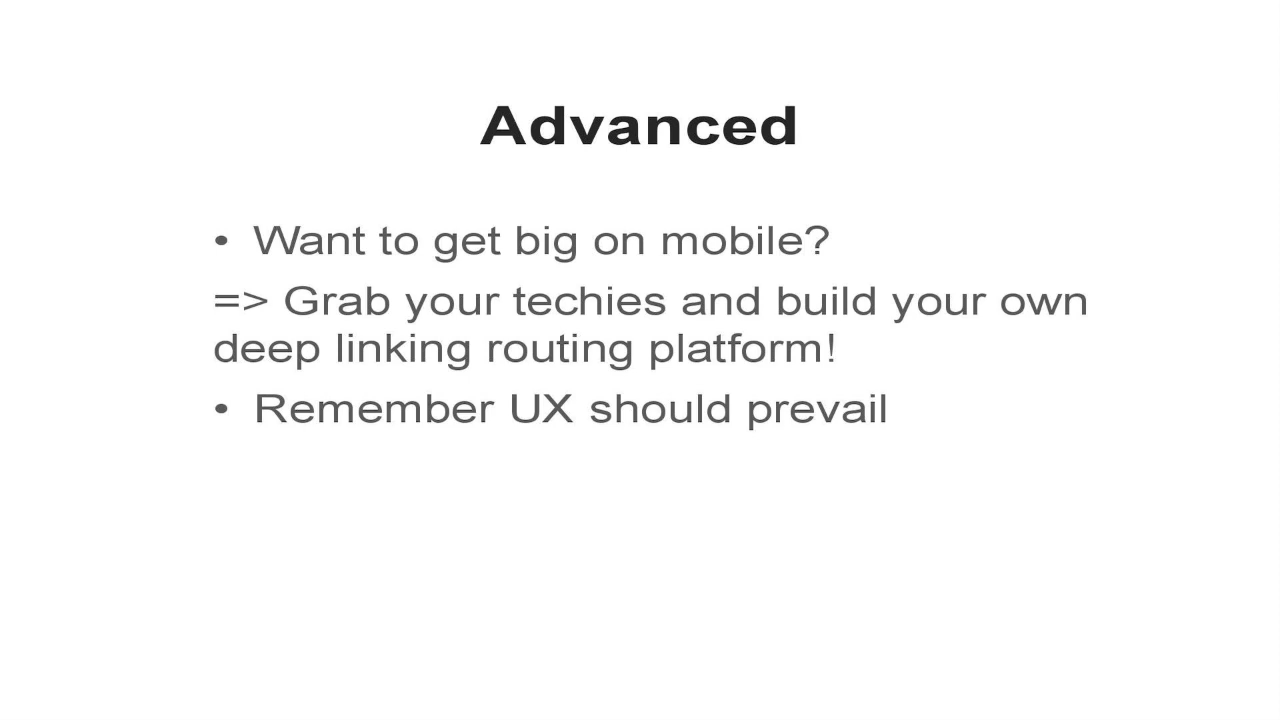 Advanced
• Want to get big on mobile?
=> Grab your techies and build your own
deep linking routing platform!
• Remember UX should prevail